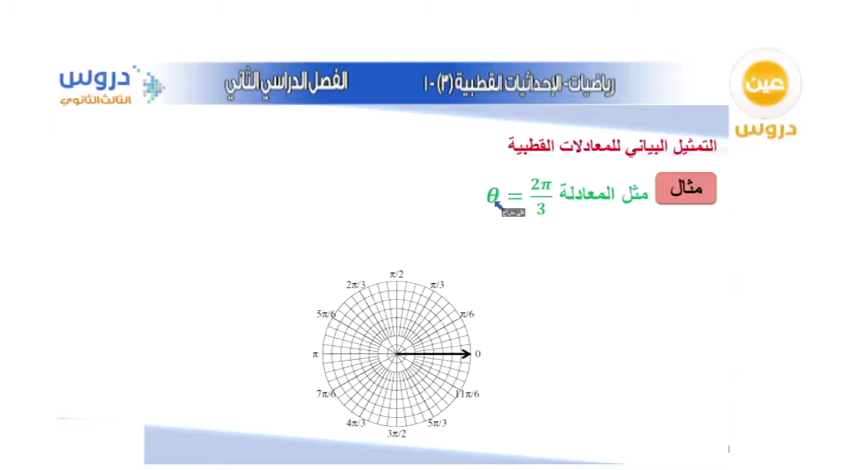 عين
دروس
رياضيات - الإحداثيات القطبية (٣) - ١
الفصل الدراسي الثاني
دروس
الثالث الثانوي
التمثيل البياني للمعادلات القطبية
مثال
مثل المعادلة θ = 2π/3
π/2
2π/3
π/3
5π/6
π/6
π
0
7π/6
11π/6
4π/3
5π/3
3π/2